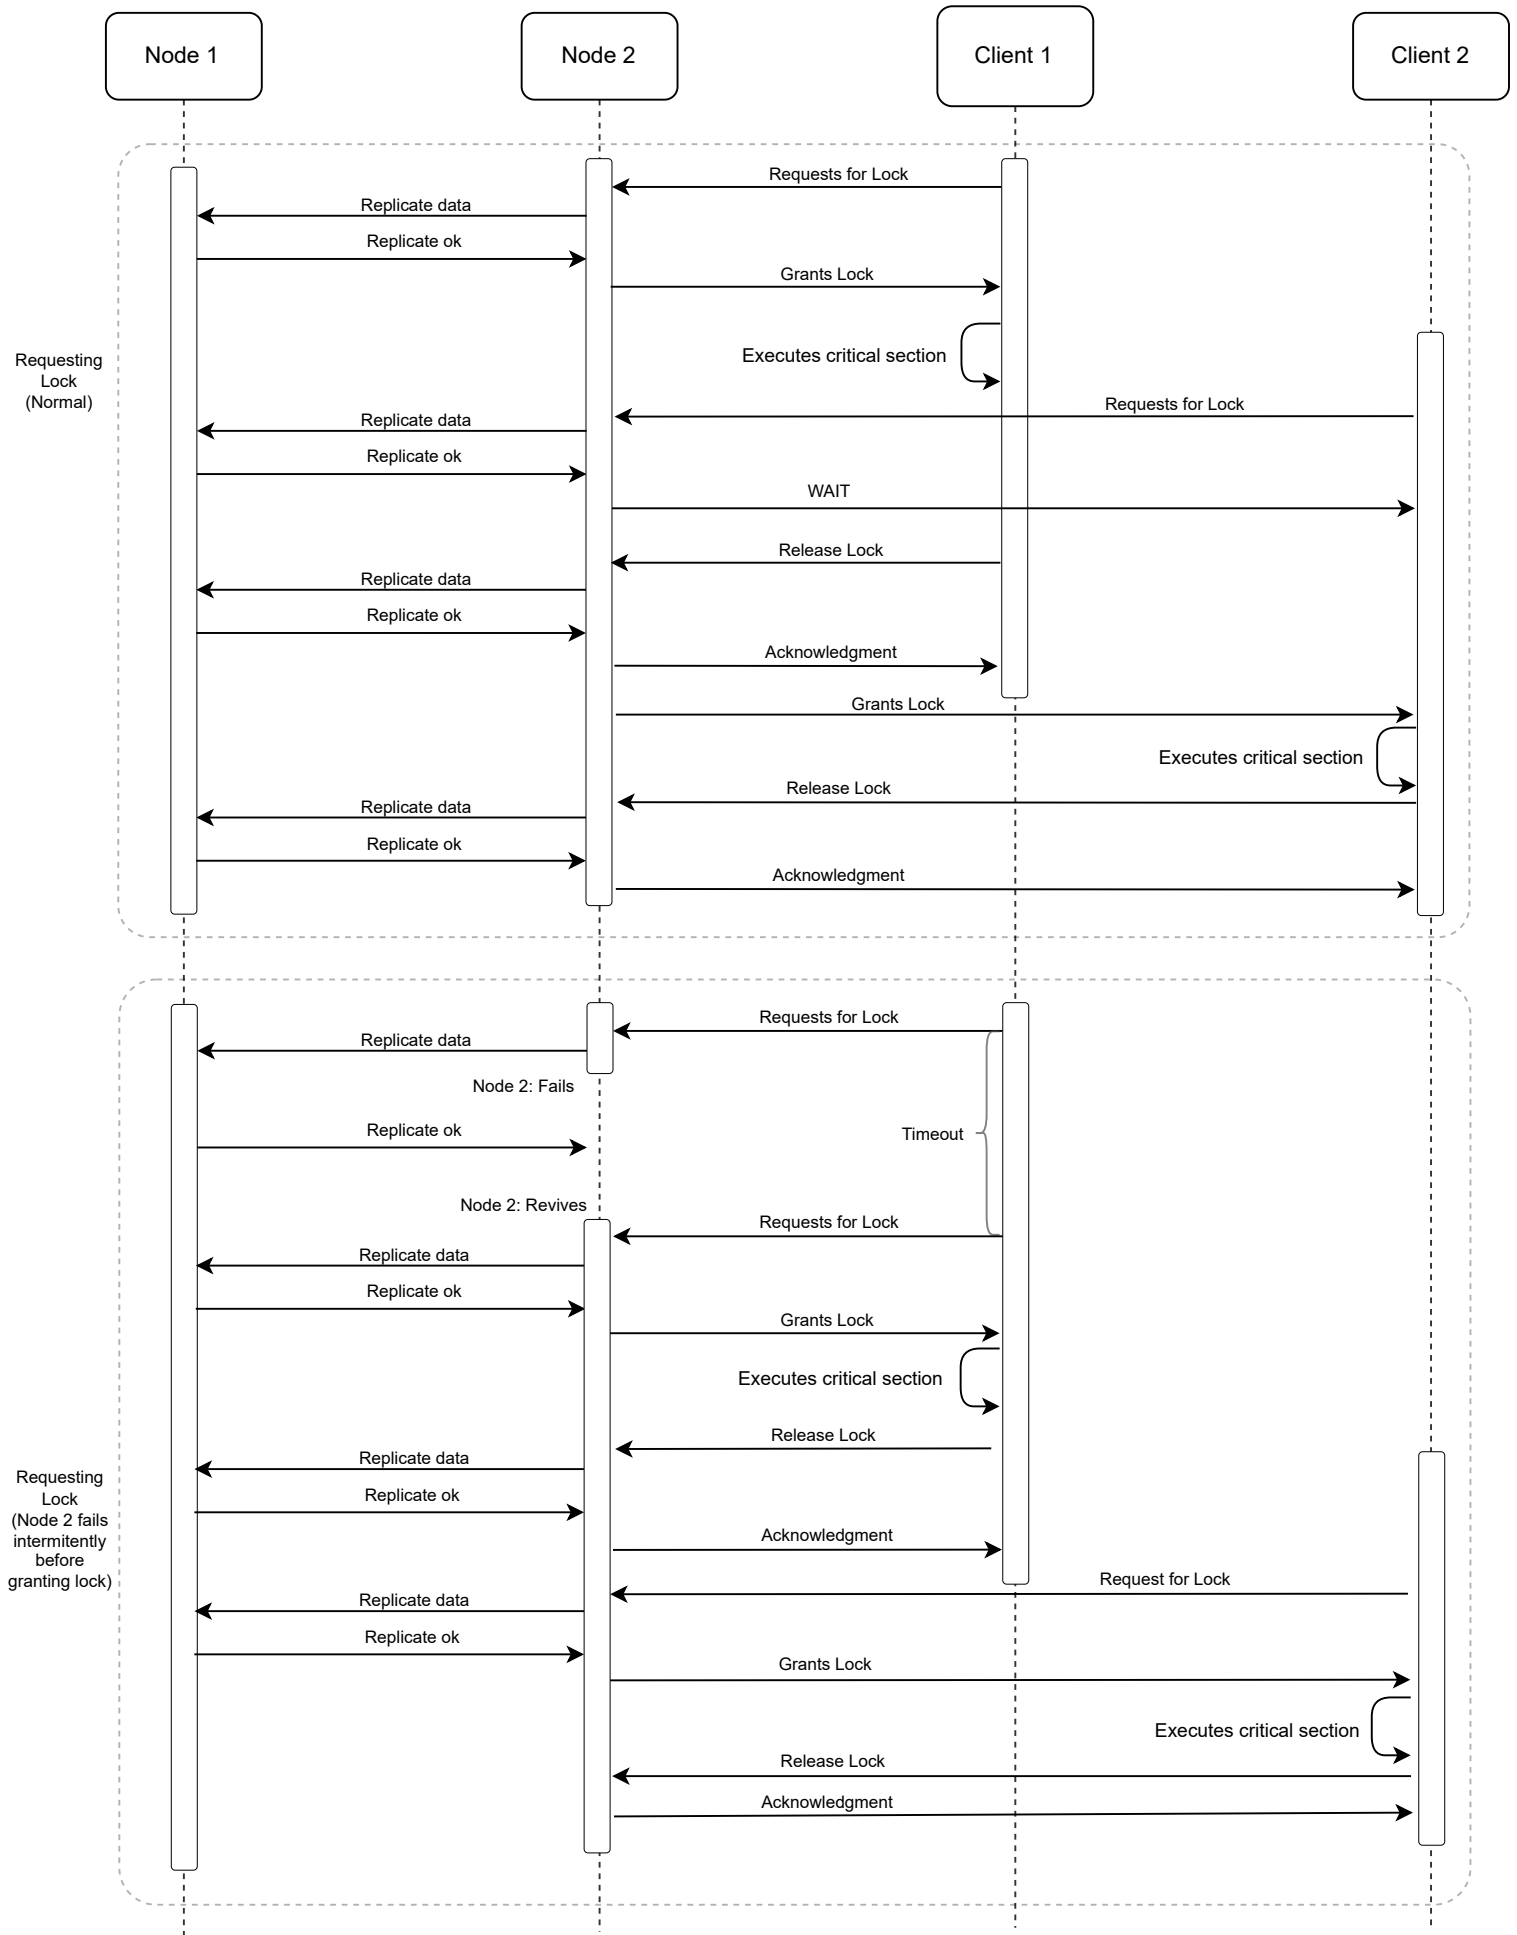 Node 1
Node 2
Client 1
Client 2
Requests for Lock
Replicate data
Replicate ok
Grants Lock
Executes critical section
Requesting
Lock
(Normal)
Requests for Lock
Replicate data
Replicate ok
WAIT
Release Lock
Replicate data
Replicate ok
Acknowledgment
Grants Lock
Executes critical section
Release Lock
Replicate data
Replicate ok
Acknowledgment
Requests for Lock
Replicate data
Node 2: Fails
Replicate ok
Timeout
Node 2: Revives
Requests for Lock
Replicate data
Replicate ok
Grants Lock
Executes critical section
Release Lock
Replicate data
Requesting
Lock
(Node 2 fails
intermitently
before
granting lock)
Replicate ok
Acknowledgment
Request for Lock
Replicate data
Replicate ok
Grants Lock
Executes critical section
Release Lock
Acknowledgment